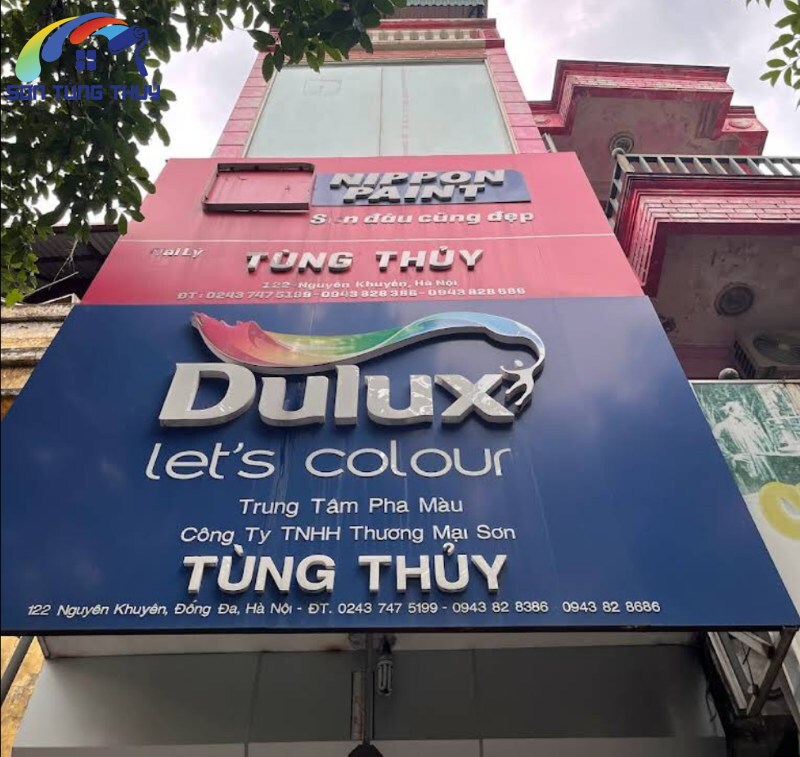 SƠN TÙNG THỦY
NIPPON
PAINT
Sơn đâu cũng đẹp
Đại Lý
TÙNG THỦY
122 Nguyễn Khuyến, Hà Nội
ĐT: 0243 747 5199 - 0943 828 386 - 0943 828 686
Dulux
let's colour
Trung Tâm Pha Màu
Công Ty TNHH Thương Mại Sơn
TÙNG THỦY
122 Nguyễn Khuyến, Đống Đa, Hà Nội - ĐT. 0243 747 5199 - 0943 82 8386 0943 82 8686